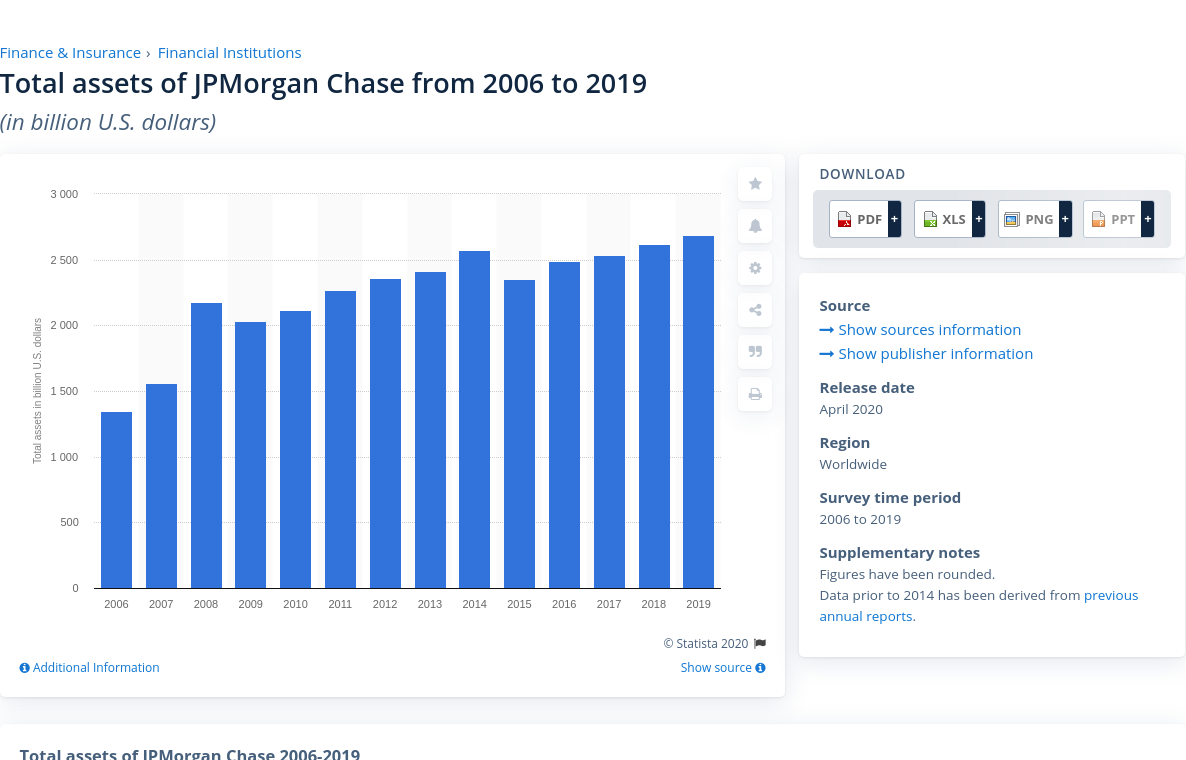 Finance & Insurance › Financial Institutions
Total assets of JPMorgan Chase from 2006 to 2019
(in billion U.S. dollars)
3 000
2 500
2 000
1 500
1 000
500
0
Total assets in billion U.S. dollars
2006 2007 2008 2009 2010 2011 2012 2013 2014 2015 2016 2017 2018 2019
© Statista 2020
Additional Information
Show source
DOWNLOAD
PDF + XLS + PNG + PPT +
Source
Show sources information
Show publisher information
Release date
April 2020
Region
Worldwide
Survey time period
2006 to 2019
Supplementary notes
Figures have been rounded.
Data prior to 2014 has been derived from previous
annual reports.
Total assets of JPMorgan Chase 2006-2019